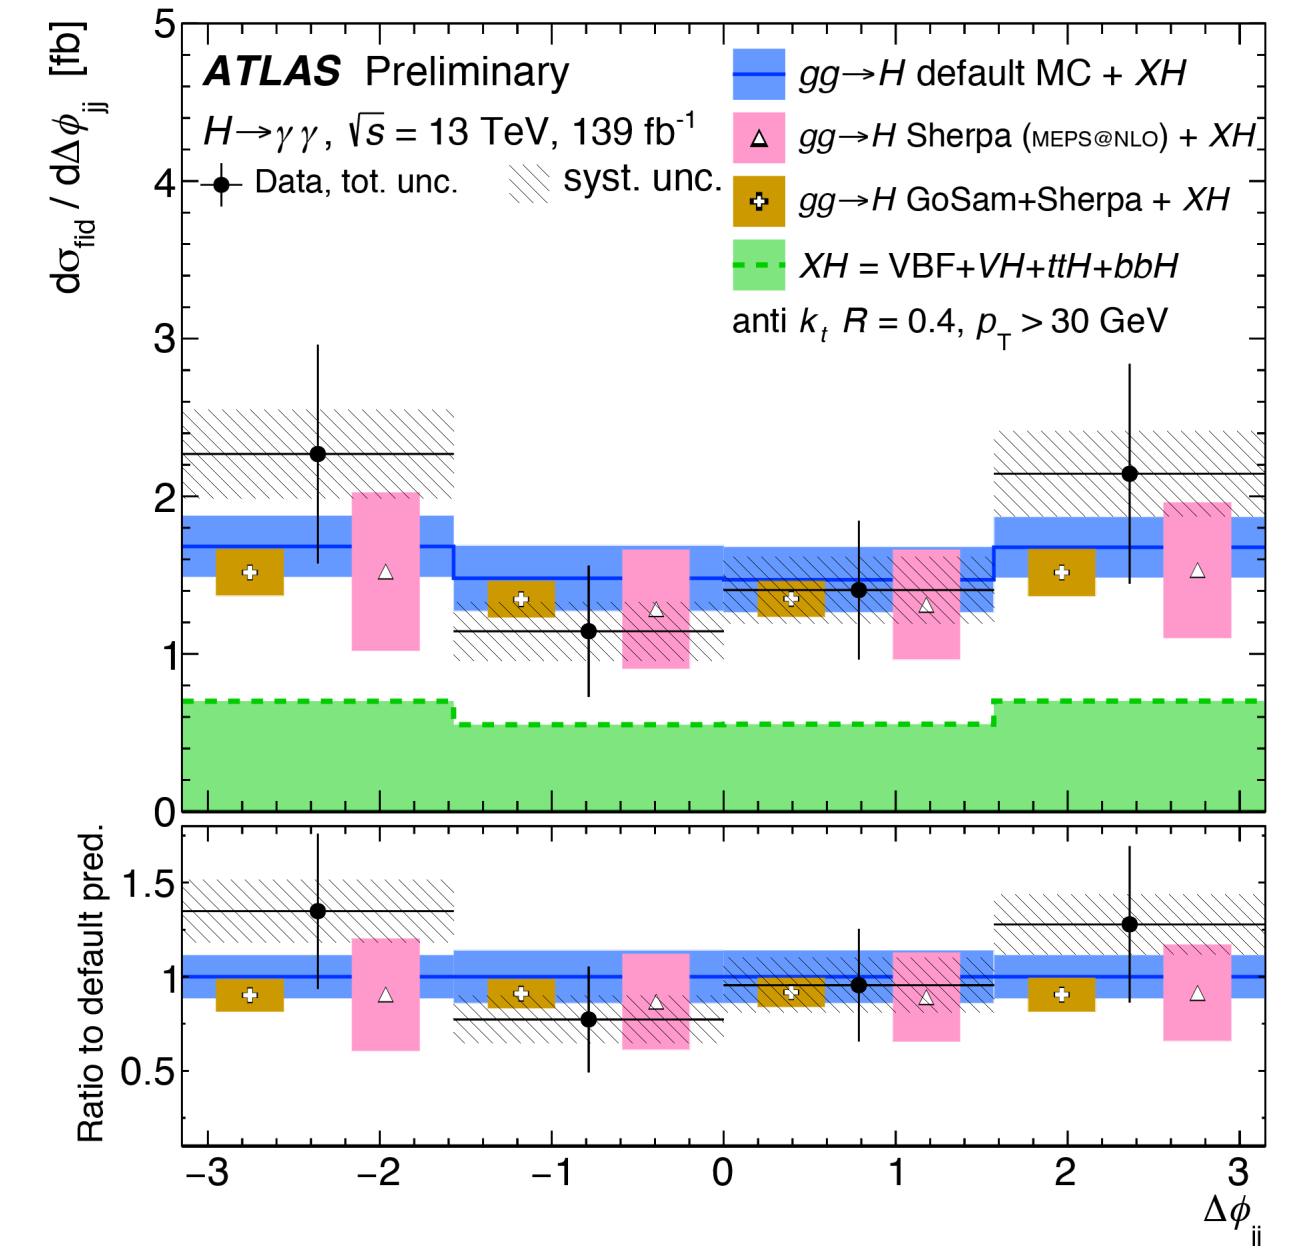 dσfid / dΔϕjj [fb]
5
4
3
2
1
0
ATLAS Preliminary
H→γγ, √s = 13 TeV, 139 fb-1
Data, tot. unc.
syst. unc.
gg→H default MC + XH
gg→H Sherpa (MEPS@NLO) + XH
gg→H GoSam+Sherpa + XH
XH = VBF+VH+ttH+bbH
anti kt R = 0.4, pT > 30 GeV
Ratio to default pred.
1.5
1
0.5
−3 −2 −1 0 1 2 3
Δϕjj